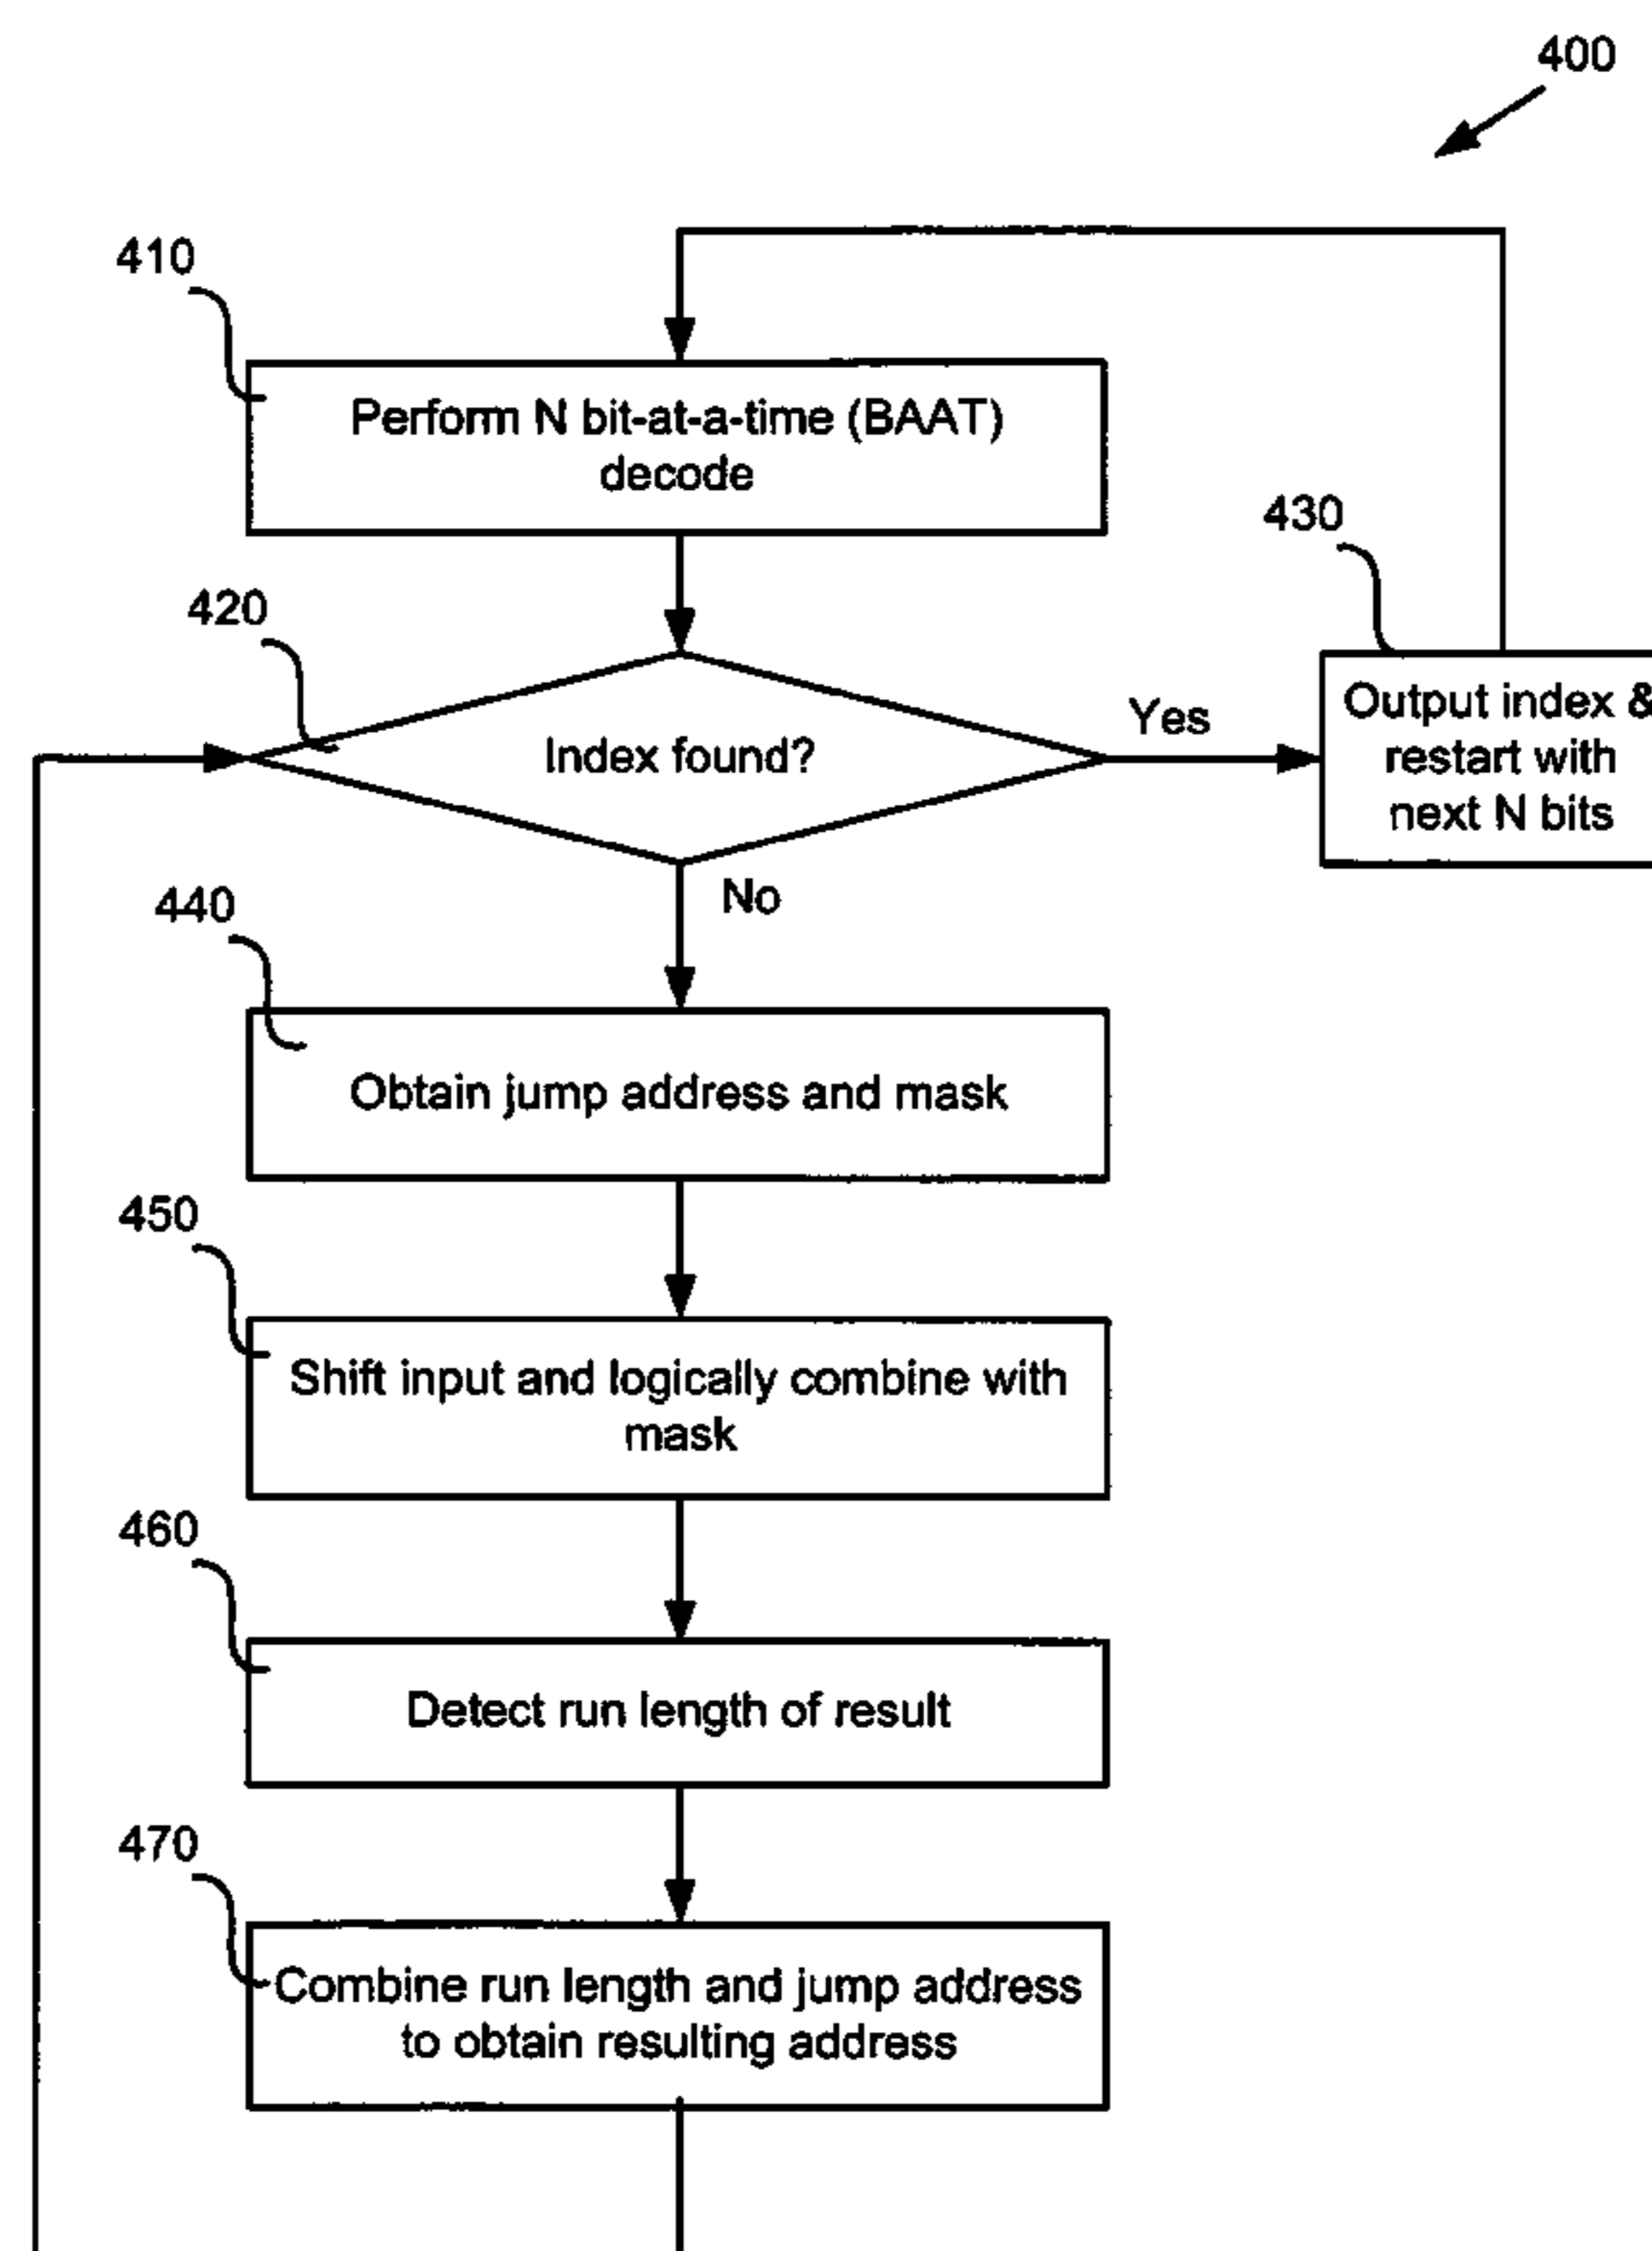 400
410
Perform N bit-at-a-time (BAAT)
decode
420
Index found?
Yes
430
Output index &
restart with
next N bits
No
440
Obtain jump address and mask
450
Shift input and logically combine with
mask
460
Detect run length of result
470
Combine run length and jump address
to obtain resulting address